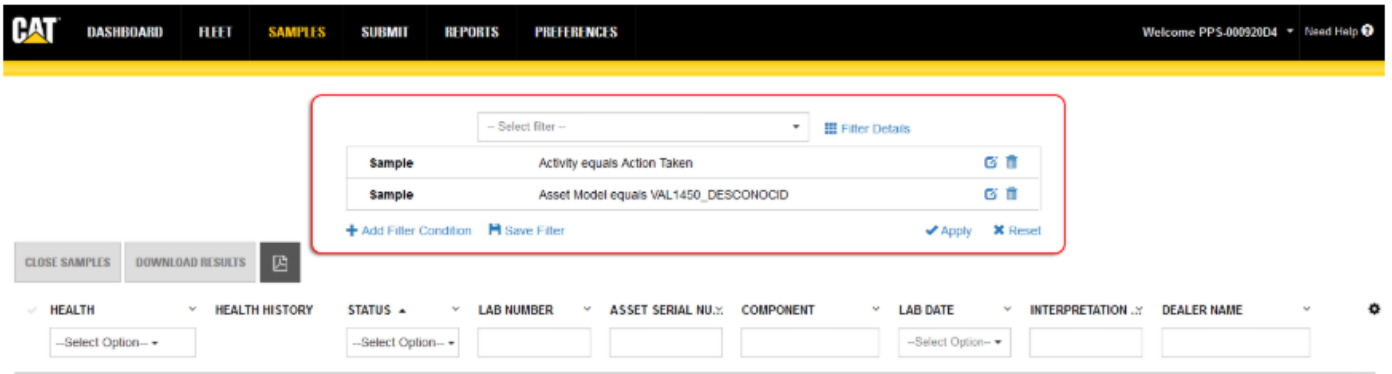 CAT DASHBOARD FLEET SAMPLES SUBMIT REPORTS PREFERENCES Welcome PPS-000920D4 Need Help
-- Select filter -- Filter Details
Sample Activity equals Action Taken
Sample Asset Model equals VAL1450_DESCONOCID
Add Filter Condition Save Filter Apply Reset
CLOSE SAMPLES DOWNLOAD RESULTS
HEALTH HEALTH HISTORY STATUS LAB NUMBER ASSET SERIAL NU... COMPONENT LAB DATE INTERPRETATION ... DEALER NAME
--Select Option-- --Select Option-- --Select Option--